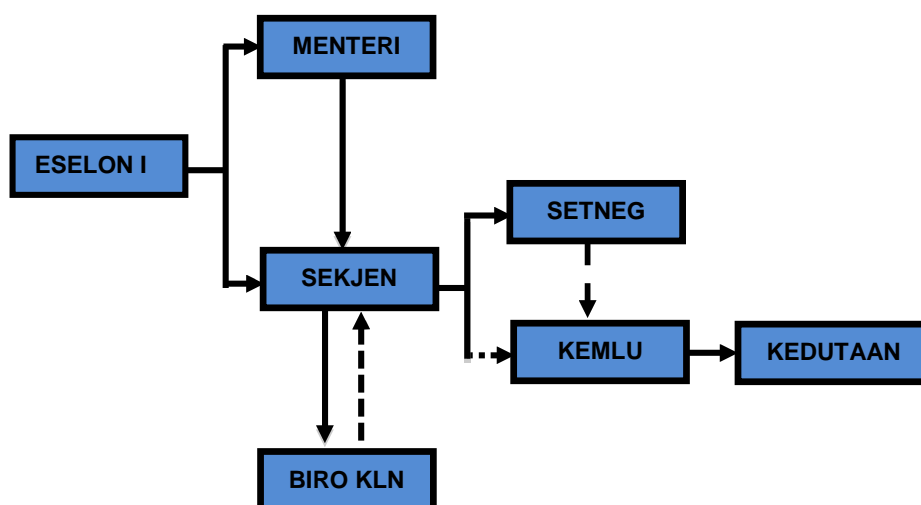 MENTERI
ESELON I
SETNEG
SEKJEN
KEMLU
KEDUTAAN
BIRO KLN